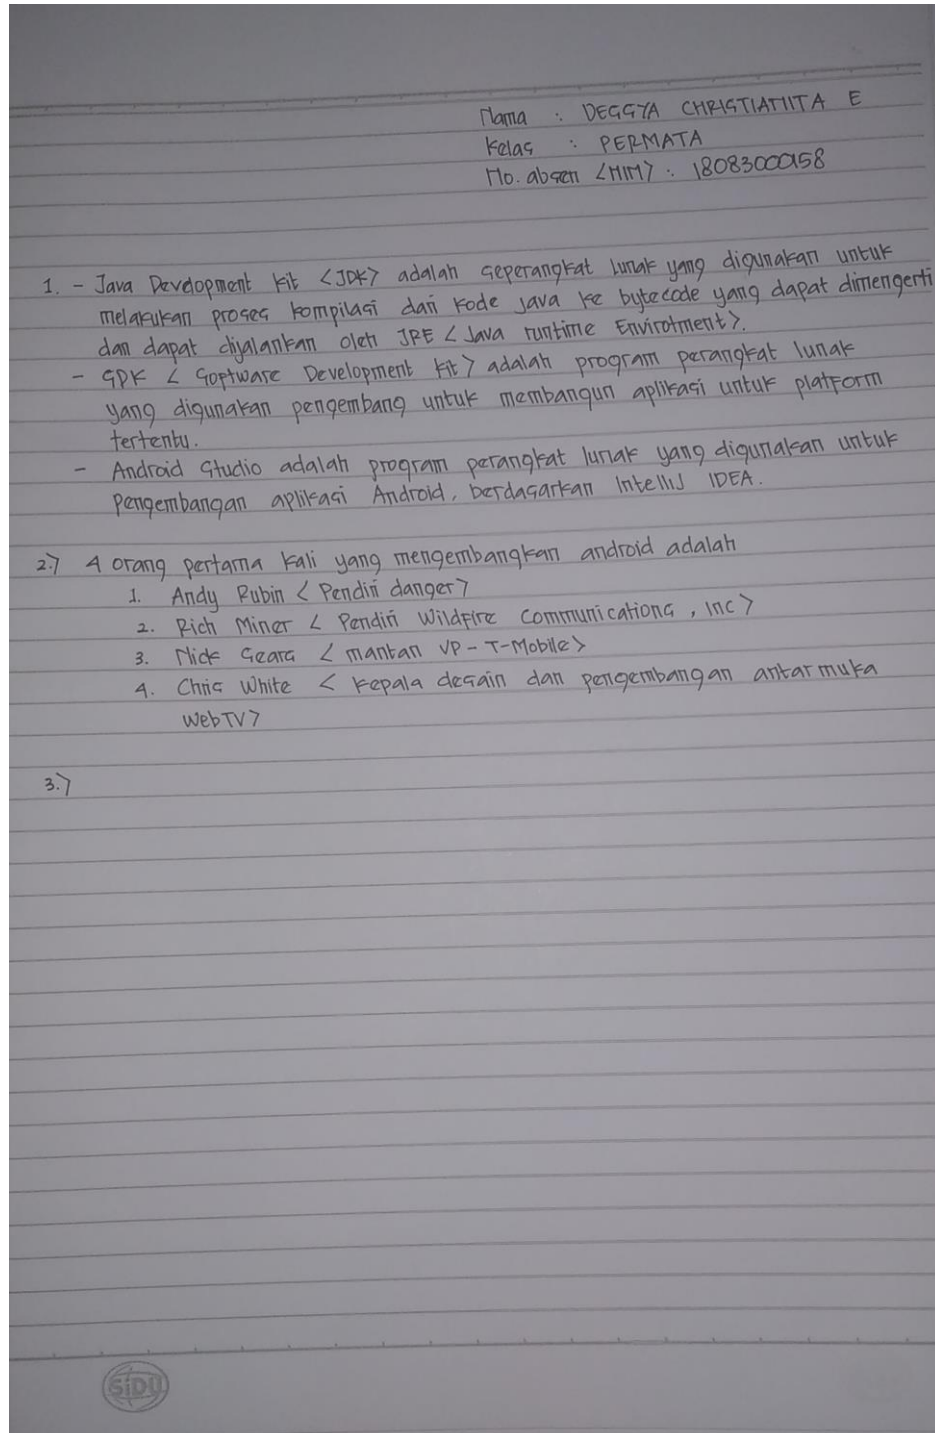 Nama : DESSYA CHRISTIANITA E
Kelas : PERMATA
No. absen <NIM> : 18083000158
1. - Java Development Kit <JDK> adalah seperangkat lunak yang digunakan untuk
melakukan proses kompilasi dari kode java ke bytecode yang dapat dimengerti
dan dapat dijalankan oleh JRE <Java runtime Envirotment>.
- SDK < Software Development Kit> adalah program perangkat lunak
yang digunakan pengembang untuk membangun aplikasi untuk platform
tertentu.
- Android Studio adalah program perangkat lunak yang digunakan untuk
pengembangan aplikasi Android, berdasarkan IntelliJ IDEA.
2.) 4 orang pertama kali yang mengembangkan android adalah
1. Andy Rubin < Pendiri danger>
2. Rich Miner < Pendiri Wildfire Communications, Inc>
3. Nick Sears < mantan VP - T-Mobile>
4. Chris White < Kepala desain dan pengembangan antarmuka
WebTV>
3.)
SiDU